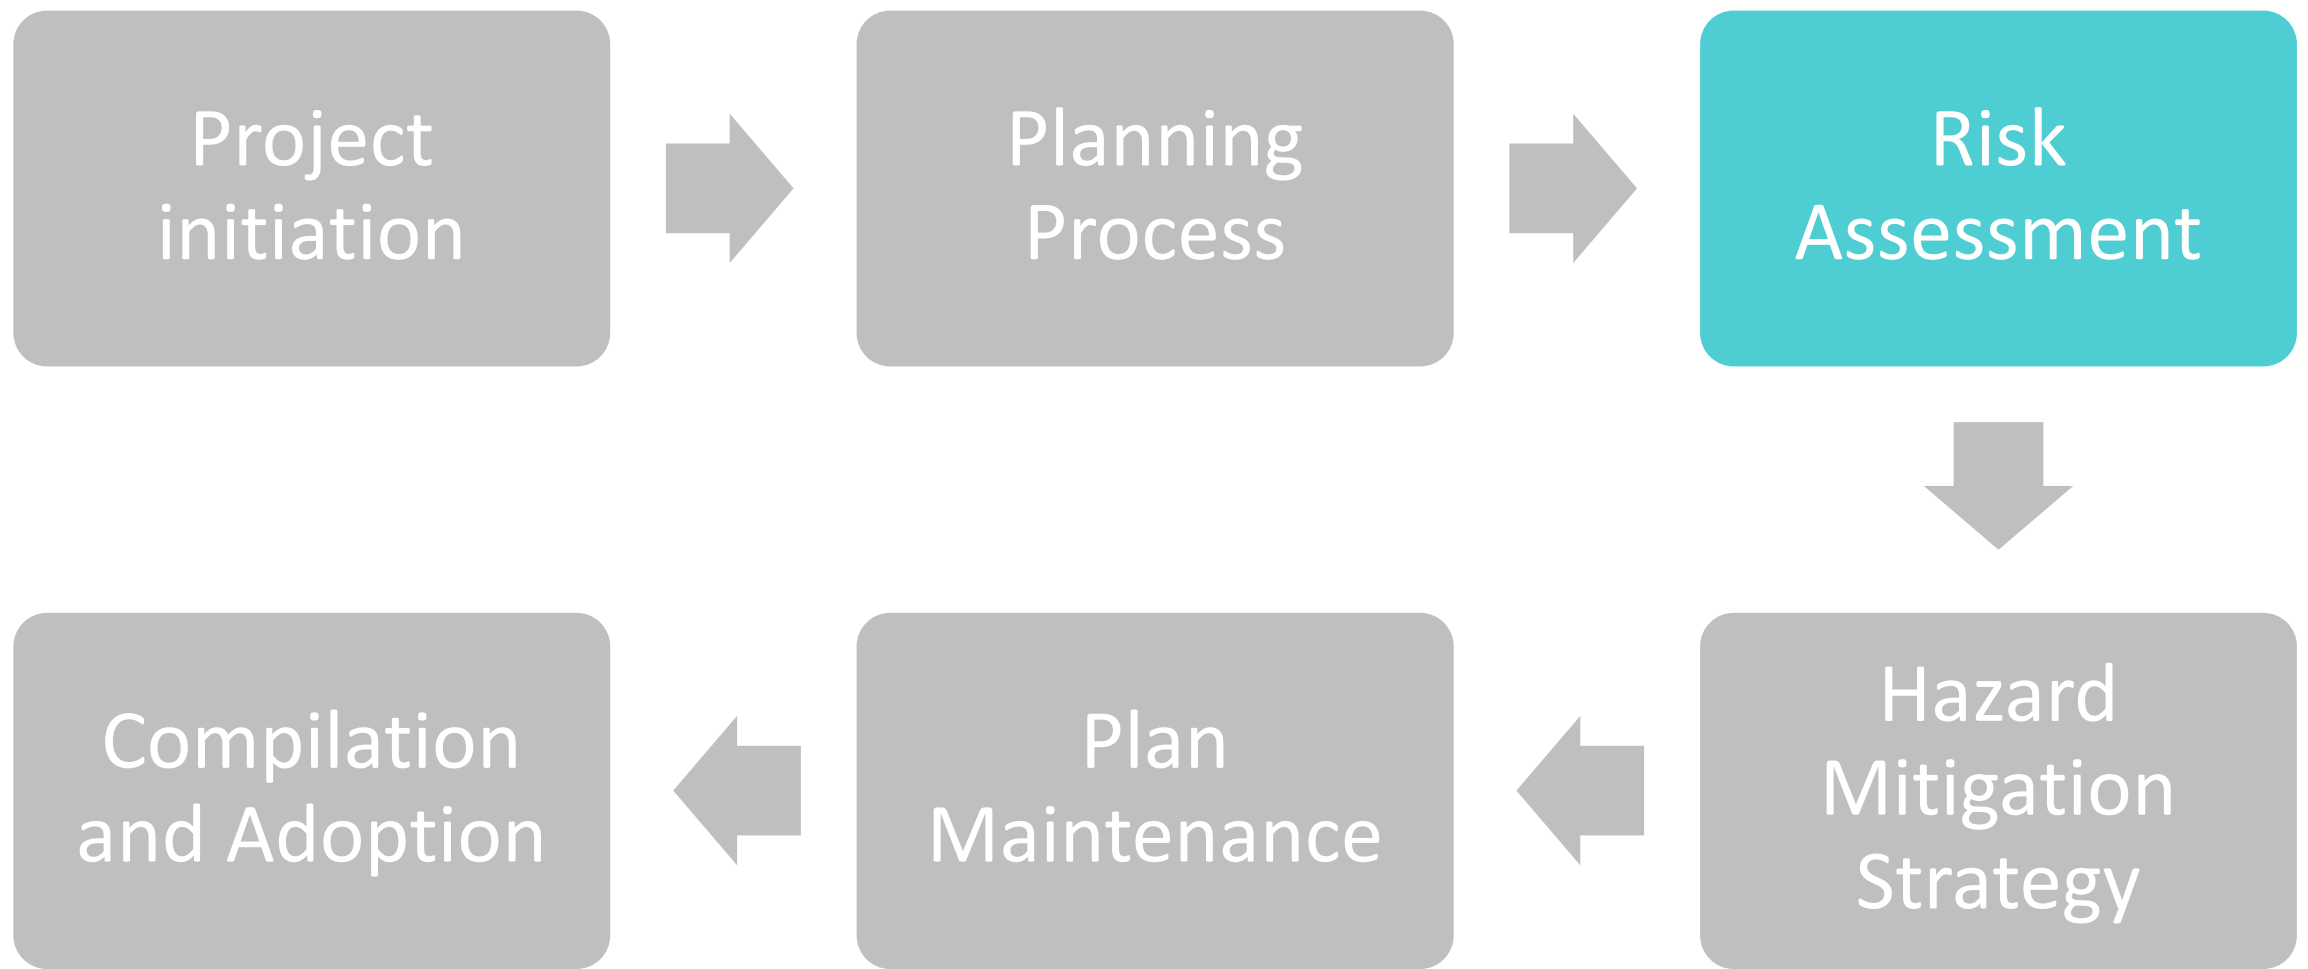 Project
initiation
Planning
Process
Risk
Assessment
Hazard
Mitigation
Strategy
Plan
Maintenance
Compilation
and Adoption